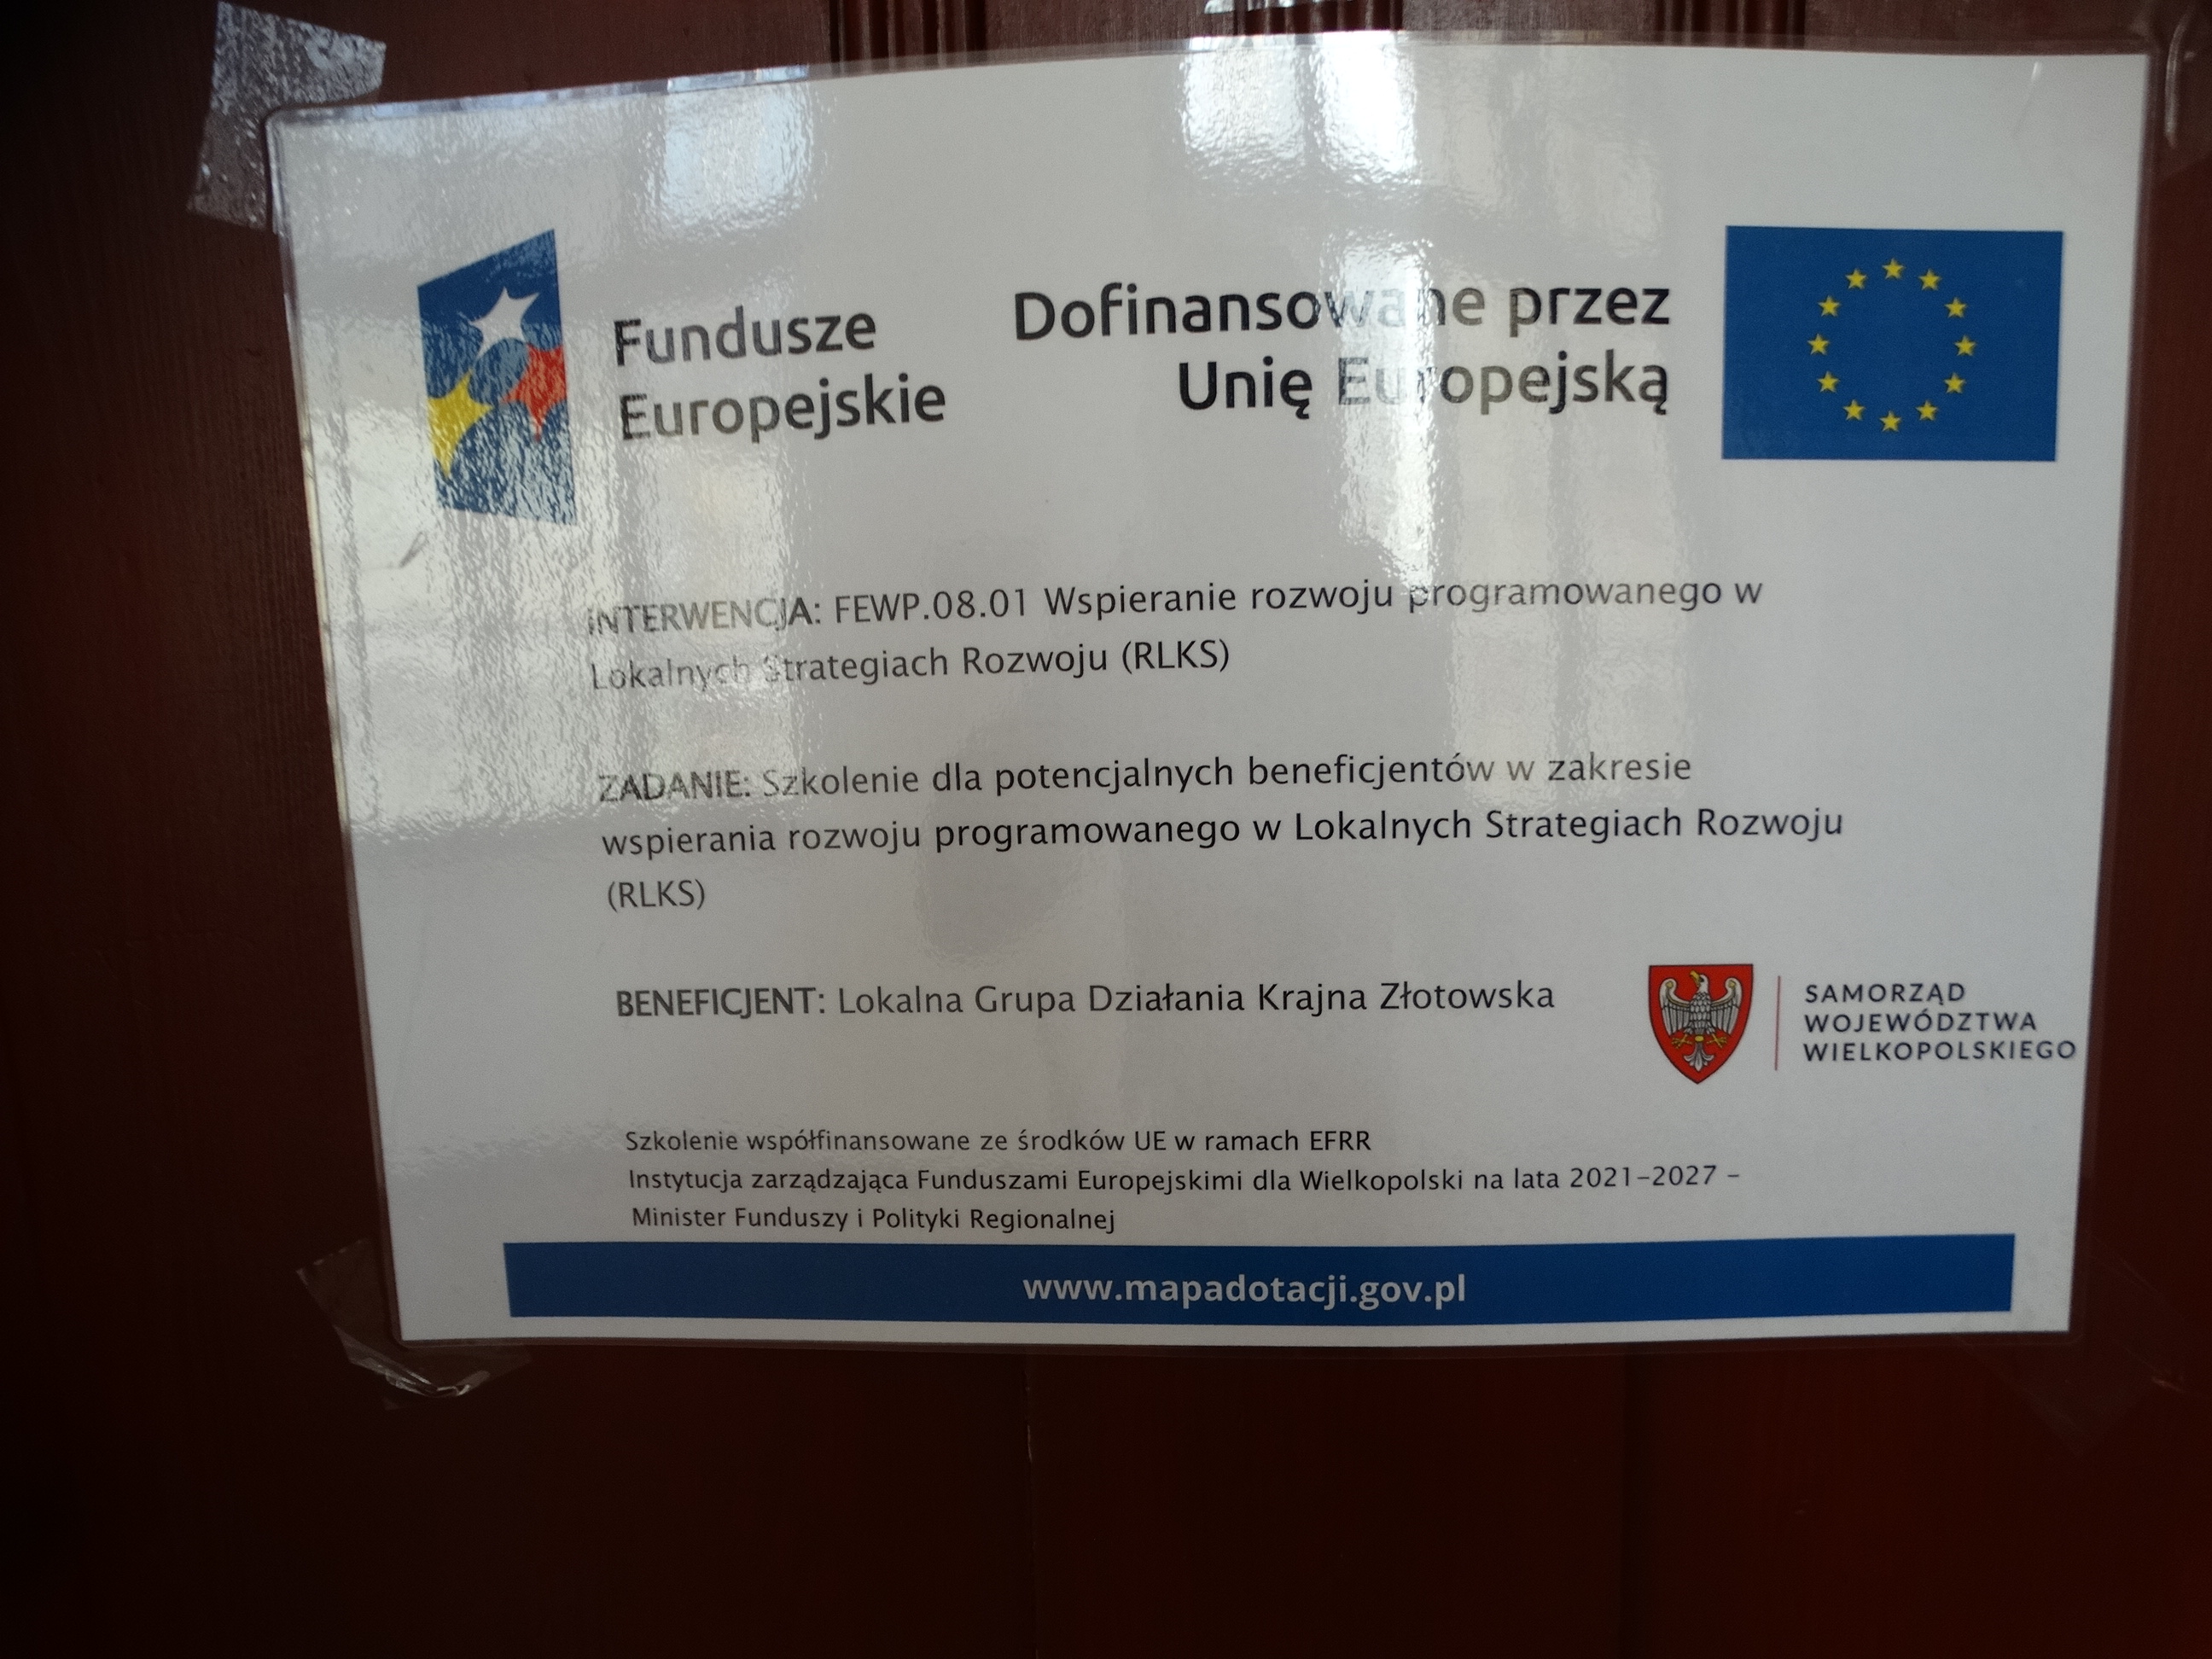 Fundusze
Europejskie
Dofinansowane przez
Unię Europejską
INTERWENCJA: FEWP.08.01 Wspieranie rozwoju programowanego w
Lokalnych Strategiach Rozwoju (RLKS)
ZADANIE: Szkolenie dla potencjalnych beneficjentów w zakresie
wspierania rozwoju programowanego w Lokalnych Strategiach Rozwoju
(RLKS)
BENEFICJENT: Lokalna Grupa Działania Krajna Złotowska
SAMORZĄD
WOJEWÓDZTWA
WIELKOPOLSKIEGO
Szkolenie współfinansowane ze środków UE w ramach EFRR
Instytucja zarządzająca Funduszami Europejskimi dla Wielkopolski na lata 2021-2027 -
Minister Funduszy i Polityki Regionalnej
www.mapadotacji.gov.pl